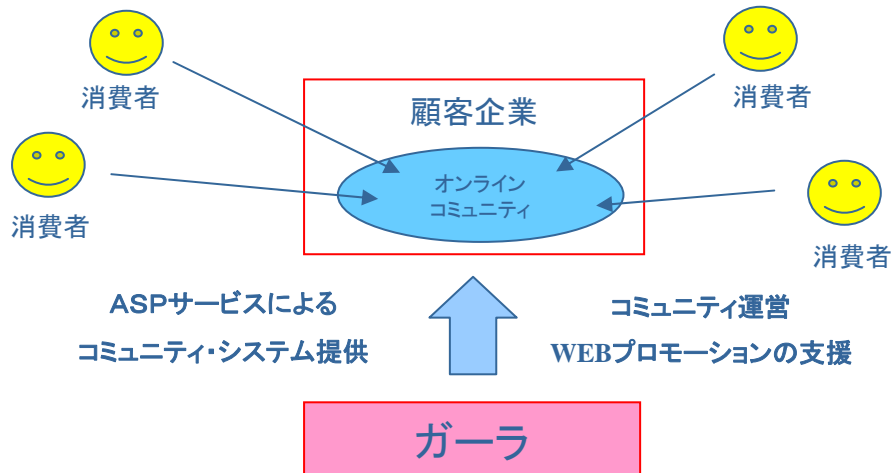 消費者
消費者
顧客企業
オンライン
コミュニティ
消費者
消費者
ASPサービスによる
コミュニティ・システム提供
コミュニティ運営
WEBプロモーションの支援
ガーラ